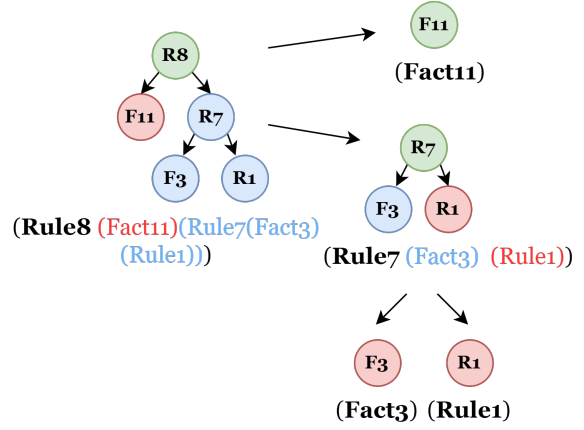 F11
R8
(Fact11)
F11
R7
R7
F3
R1
F3
R1
(Rule8 (Fact11)(Rule7(Fact3)
(Rule1)))
(Rule7 (Fact3) (Rule1))
F3
R1
(Fact3) (Rule1)